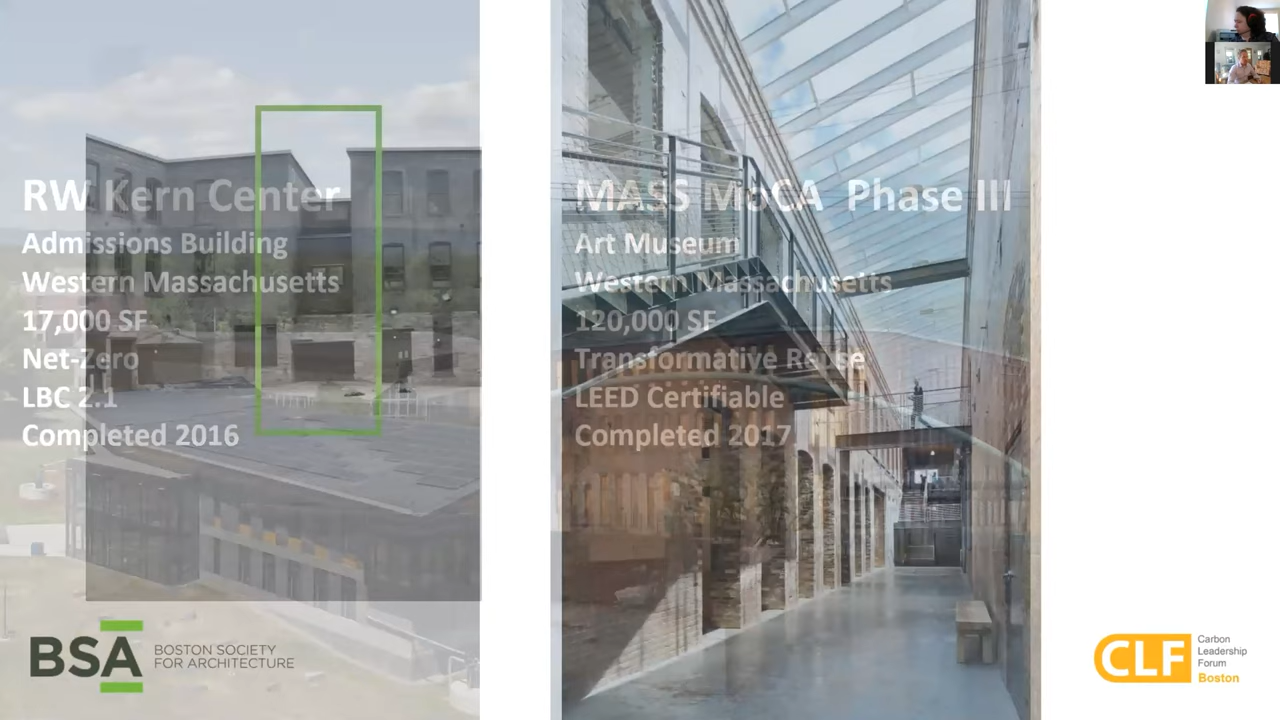 RW Kern Center
Admissions Building
Western Massachusetts
17,000 SF
Net-Zero
LBC 2.1
Completed 2016
MASS MoCA Phase III
Art Museum
Western Massachusetts
120,000 SF
Transformative Reuse
LEED Certifiable
Completed 2017
BSA
BOSTON SOCIETY
FOR ARCHITECTURE
CLF
Carbon
Leadership
Forum
Boston